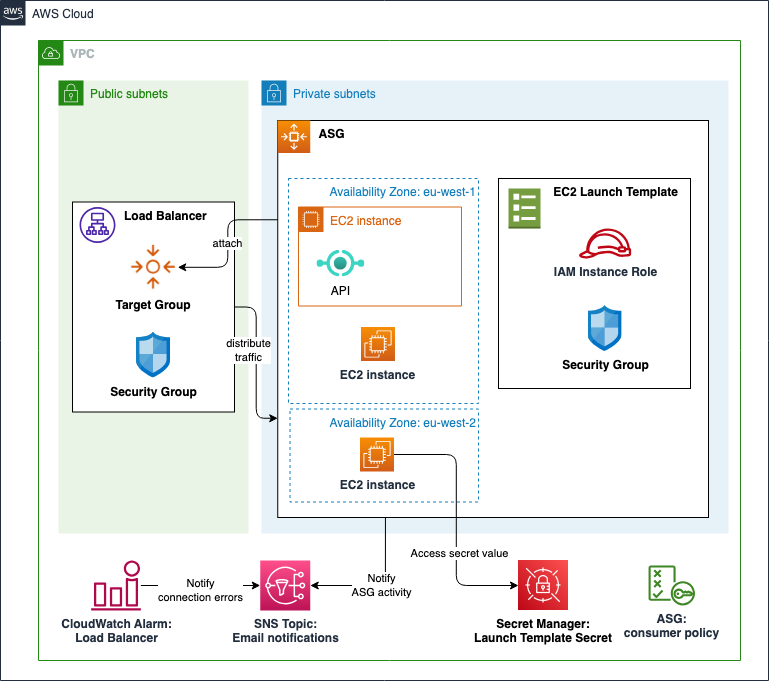 aws
AWS Cloud
VPC
Public subnets
Private subnets
ASG
Load Balancer
attach
Target Group
Security Group
distribute
traffic
Availability Zone: eu-west-1
EC2 instance
API
EC2 instance
Availability Zone: eu-west-2
EC2 instance
EC2 Launch Template
IAM Instance Role
Security Group
Access secret value
Notify
connection errors
Notify
ASG activity
CloudWatch Alarm:
Load Balancer
SNS Topic:
Email notifications
Secret Manager:
Launch Template Secret
ASG:
consumer policy